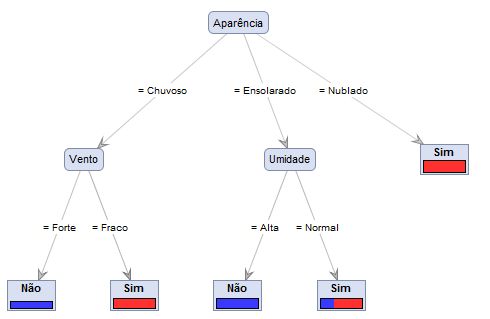 Aparência
= Chuvoso
= Ensolarado
= Nublado
Vento
Umidade
Sim
= Forte
= Fraco
= Alta
= Normal
Não
Sim
Não
Sim